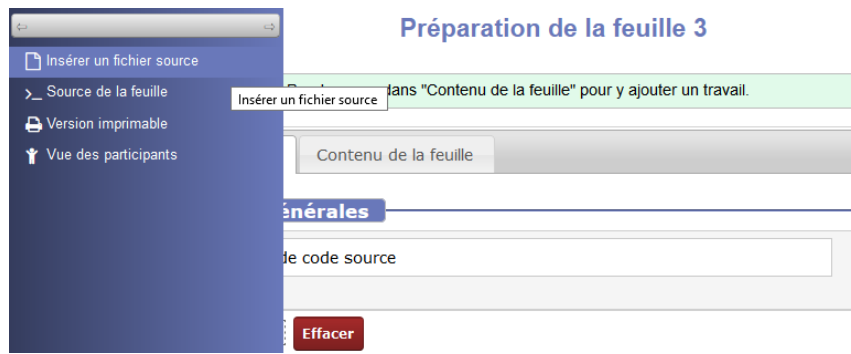 Préparation de la feuille 3
Insérer un fichier source
Source de la feuille
Version imprimable
Vue des participants
Insérer un fichier source
dans "Contenu de la feuille" pour y ajouter un travail.
Contenu de la feuille
énérales
de code source
Effacer